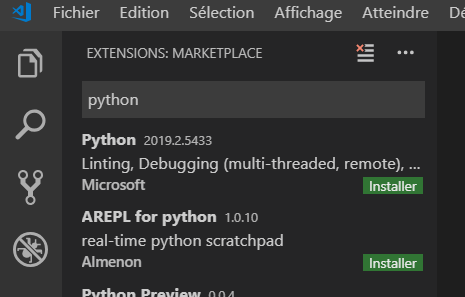 Fichier Edition Sélection Affichage Atteindre Dé
EXTENSIONS: MARKETPLACE
python
Python 2019.2.5433
Linting, Debugging (multi-threaded, remote), ...
Microsoft Installer
AREPL for python 1.0.10
real-time python scratchpad
Almenon Installer
Python Preview 0.0.4